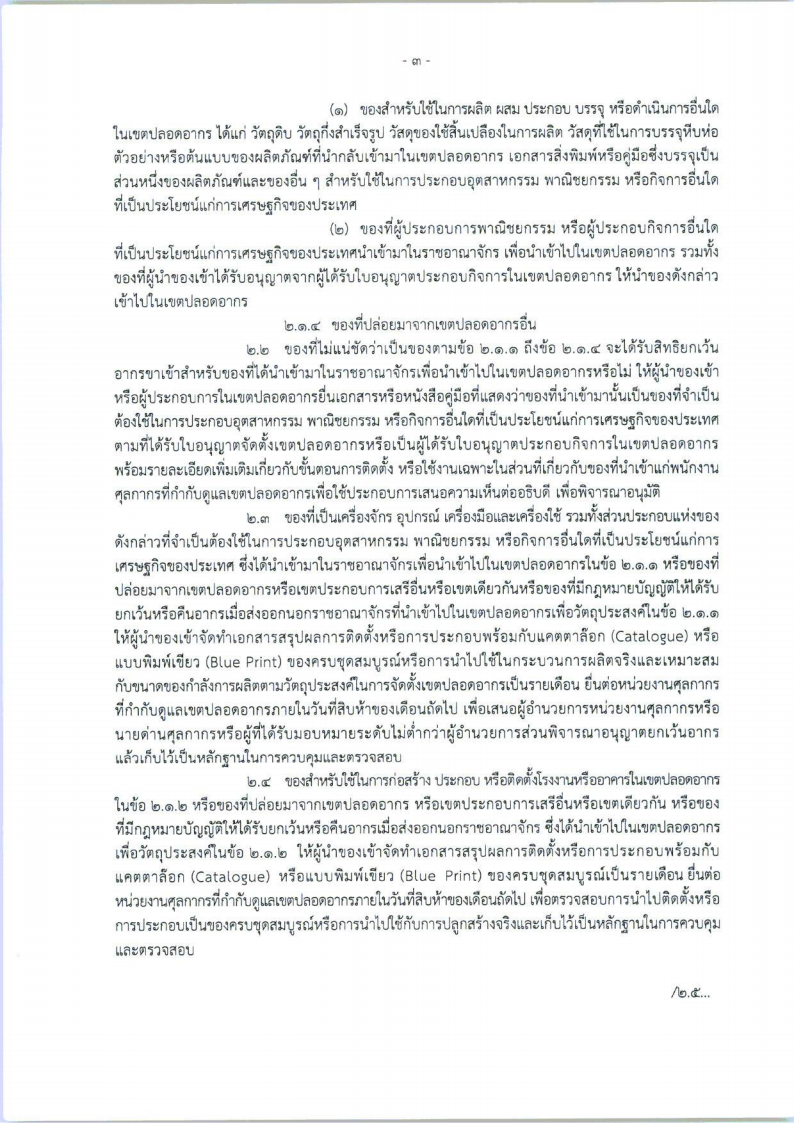 - ๓ -
(๑) ของสำหรับใช้ในการผลิต ผสม ประกอบ บรรจุ หรือดำเนินการอื่นใด
ในเขตปลอดอากร ได้แก่ วัตถุดิบ วัตถุกึ่งสำเร็จรูป วัสดุของใช้สิ้นเปลืองในการผลิต วัสดุที่ใช้ในการบรรจุหีบห่อ
ตัวอย่างหรือต้นแบบของผลิตภัณฑ์ที่นำกลับเข้ามาในเขตปลอดอากร เอกสารสิ่งพิมพ์หรือคู่มือซึ่งบรรจุเป็น
ส่วนหนึ่งของผลิตภัณฑ์และของอื่น ๆ สำหรับใช้ในการประกอบอุตสาหกรรม พาณิชยกรรม หรือกิจการอื่นใด
ที่เป็นประโยชน์แก่การเศรษฐกิจของประเทศ
(๒) ของที่ผู้ประกอบการพาณิชยกรรม หรือผู้ประกอบกิจการอื่นใด
ที่เป็นประโยชน์แก่การเศรษฐกิจของประเทศนำเข้ามาในราชอาณาจักร เพื่อนำเข้าไปในเขตปลอดอากร รวมทั้ง
ของที่ผู้นำของเข้าได้รับอนุญาตจากผู้ได้รับใบอนุญาตประกอบกิจการในเขตปลอดอากร ให้นำของดังกล่าว
เข้าไปในเขตปลอดอากร
๒.๑.๔ ของที่ปล่อยมาจากเขตปลอดอากรอื่น
๒.๒ ของที่ไม่แน่ชัดว่าเป็นของตามข้อ ๒.๑.๑ ถึงข้อ ๒.๑.๔ จะได้รับสิทธิยกเว้น
อากรขาเข้าสำหรับของที่ได้นำเข้ามาในราชอาณาจักรเพื่อนำเข้าไปในเขตปลอดอากรหรือไม่ ให้ผู้นำของเข้า
หรือผู้ประกอบการในเขตปลอดอากรยื่นเอกสารหรือหนังสือคู่มือที่แสดงว่าของที่นำเข้ามานั้นเป็นของที่จำเป็น
ต้องใช้ในการประกอบอุตสาหกรรม พาณิชยกรรม หรือกิจการอื่นใดที่เป็นประโยชน์แก่การเศรษฐกิจของประเทศ
ตามที่ได้รับใบอนุญาตจัดตั้งเขตปลอดอากรหรือเป็นผู้ได้รับใบอนุญาตประกอบกิจการในเขตปลอดอากร
พร้อมรายละเอียดเพิ่มเติมเกี่ยวกับขั้นตอนการติดตั้ง หรือใช้งานเฉพาะในส่วนที่เกี่ยวกับของที่นำเข้าแก่พนักงาน
ศุลกากรที่กำกับดูแลเขตปลอดอากรเพื่อใช้ประกอบการเสนอความเห็นต่ออธิบดี เพื่อพิจารณาอนุมัติ
๒.๓ ของที่เป็นเครื่องจักร อุปกรณ์ เครื่องมือและเครื่องใช้ รวมทั้งส่วนประกอบแห่งของ
ดังกล่าวที่จำเป็นต้องใช้ในการประกอบอุตสาหกรรม พาณิชยกรรม หรือกิจการอื่นใดที่เป็นประโยชน์แก่การ
เศรษฐกิจของประเทศ ซึ่งได้นำเข้ามาในราชอาณาจักรเพื่อนำเข้าไปในเขตปลอดอากรในข้อ ๒.๑.๑ หรือของที่
ปล่อยมาจากเขตปลอดอากรหรือเขตประกอบการเสรีอื่นหรือเขตเดียวกันหรือของที่มีกฎหมายบัญญัติให้ได้รับ
ยกเว้นหรือคืนอากรเมื่อส่งออกนอกราชอาณาจักรที่นำเข้าไปในเขตปลอดอากรเพื่อวัตถุประสงค์ในข้อ ๒.๑.๑
ให้ผู้นำของเข้าจัดทำเอกสารสรุปผลการติดตั้งหรือการประกอบพร้อมกับแคตตาล็อก (Catalogue) หรือ
แบบพิมพ์เขียว (Blue Print) ของครบชุดสมบูรณ์หรือการนำไปใช้ในกระบวนการผลิตจริงและเหมาะสม
กับขนาดของกำลังการผลิตตามวัตถุประสงค์ในการจัดตั้งเขตปลอดอากรเป็นรายเดือน ยื่นต่อหน่วยงานศุลกากร
ที่กำกับดูแลเขตปลอดอากรภายในวันที่สิบห้าของเดือนถัดไป เพื่อเสนอผู้อำนวยการหน่วยงานศุลกากรหรือ
นายด่านศุลกากรหรือผู้ที่ได้รับมอบหมายระดับไม่ต่ำกว่าผู้อำนวยการส่วนพิจารณาอนุญาตยกเว้นอากร
แล้วเก็บไว้เป็นหลักฐานในการควบคุมและตรวจสอบ
๒.๔ ของสำหรับใช้ในการก่อสร้าง ประกอบ หรือติดตั้งโรงงานหรืออาคารในเขตปลอดอากร
ในข้อ ๒.๑.๒ หรือของที่ปล่อยมาจากเขตปลอดอากร หรือเขตประกอบการเสรีอื่นหรือเขตเดียวกัน หรือของ
ที่มีกฎหมายบัญญัติให้ได้รับยกเว้นหรือคืนอากรเมื่อส่งออกนอกราชอาณาจักร ซึ่งได้นำเข้าไปในเขตปลอดอากร
เพื่อวัตถุประสงค์ในข้อ ๒.๑.๒ ให้ผู้นำของเข้าจัดทำเอกสารสรุปผลการติดตั้งหรือการประกอบพร้อมกับ
แคตตาล๊อก (Catalogue) หรือแบบพิมพ์เขียว (Blue Print) ของครบชุดสมบูรณ์เป็นรายเดือน ยื่นต่อ
หน่วยงานศุลกากรที่กำกับดูแลเขตปลอดอากรภายในวันที่สิบห้าของเดือนถัดไป เพื่อตรวจสอบการนำไปติดตั้งหรือ
การประกอบเป็นของครบชุดสมบูรณ์หรือการนำไปใช้กับการปลูกสร้างจริงและเก็บไว้เป็นหลักฐานในการควบคุม
และตรวจสอบ
/๒.๕...